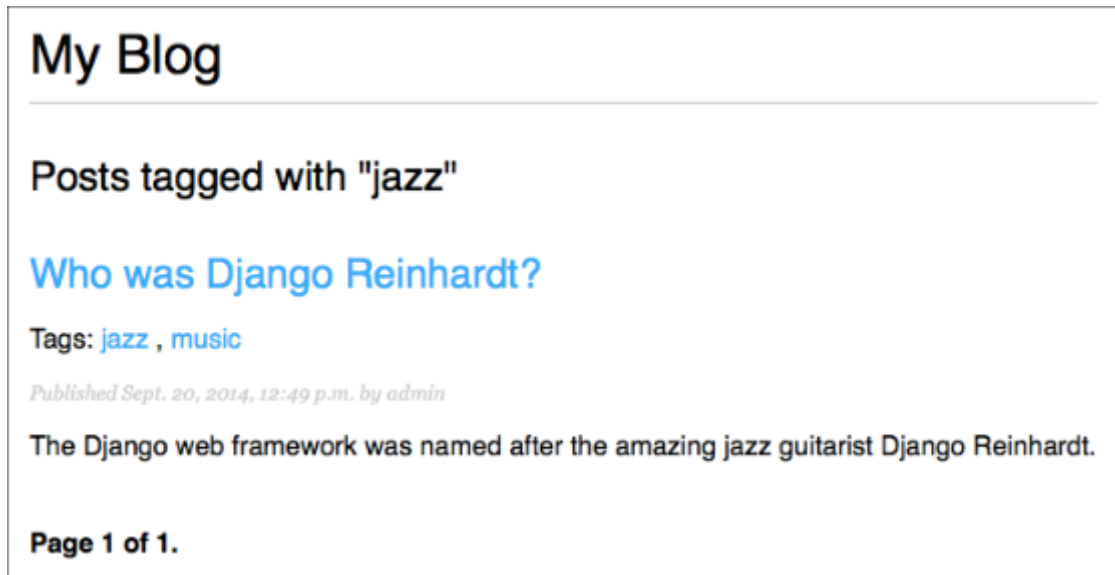 My Blog
Posts tagged with "jazz"
Who was Django Reinhardt?
Tags: jazz , music
Published Sept. 20, 2014, 12:49 p.m. by admin
The Django web framework was named after the amazing jazz guitarist Django Reinhardt.
Page 1 of 1.